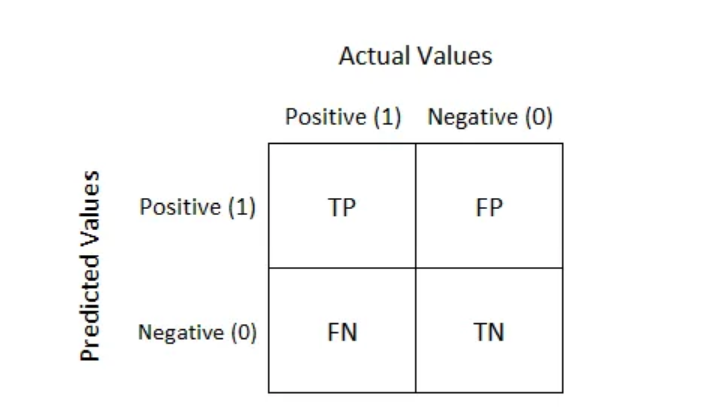 Actual Values
Positive (1) Negative (0)
Predicted Values
Positive (1) TP FP
Negative (0) FN TN